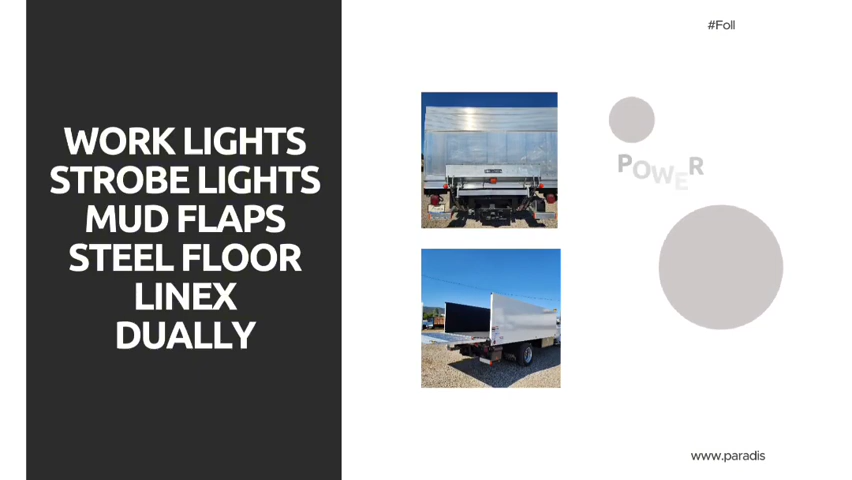 #Foll
WORK LIGHTS
STROBE LIGHTS
MUD FLAPS
STEEL FLOOR
LINEX
DUALLY
POWER
www.paradis